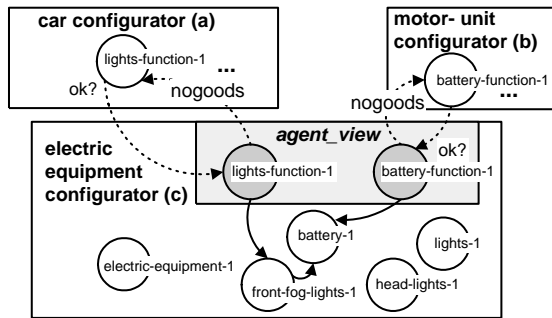 car configurator (a)
lights-function-1
...
ok?
nogoods
motor- unit
configurator (b)
battery-function-1
...
nogoods
ok?
electric
equipment
configurator (c)
agent_view
lights-function-1
battery-function-1
battery-1
lights-1
electric-equipment-1
front-fog-lights-1
head-lights-1